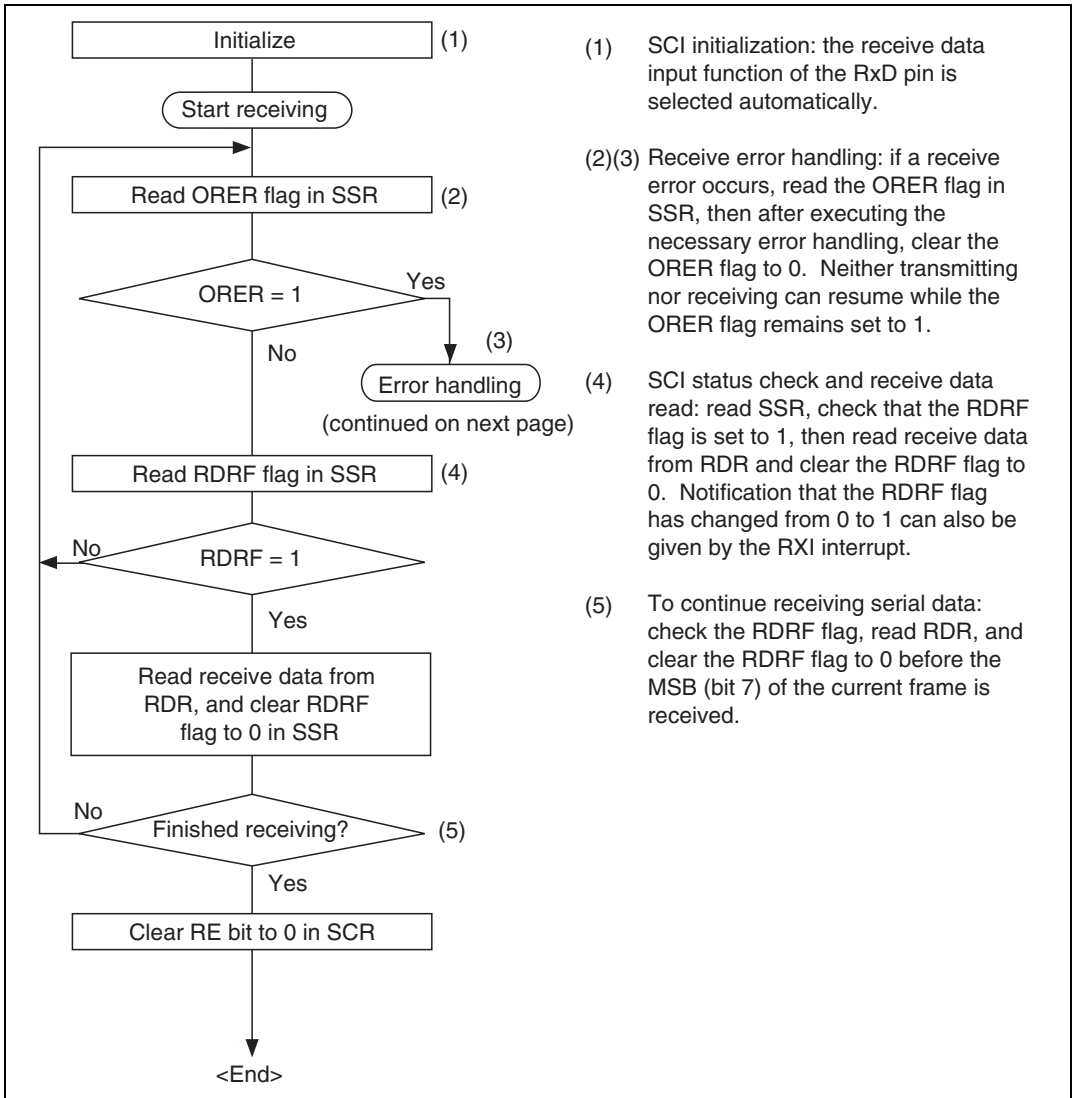 Initialize
(1)
Start receiving
Read ORER flag in SSR
(2)
ORER = 1
Yes
No
(3)
Error handling
(continued on next page)
Read RDRF flag in SSR
(4)
RDRF = 1
No
Yes
Read receive data from
RDR, and clear RDRF
flag to 0 in SSR
No
Finished receiving?
(5)
Yes
Clear RE bit to 0 in SCR
<End>
(1) SCI initialization: the receive data
input function of the RxD pin is
selected automatically.
(2)(3) Receive error handling: if a receive
error occurs, read the ORER flag in
SSR, then after executing the
necessary error handling, clear the
ORER flag to 0. Neither transmitting
nor receiving can resume while the
ORER flag remains set to 1.
(4) SCI status check and receive data
read: read SSR, check that the RDRF
flag is set to 1, then read receive data
from RDR and clear the RDRF flag to
0. Notification that the RDRF flag
has changed from 0 to 1 can also be
given by the RXI interrupt.
(5) To continue receiving serial data:
check the RDRF flag, read RDR, and
clear the RDRF flag to 0 before the
MSB (bit 7) of the current frame is
received.